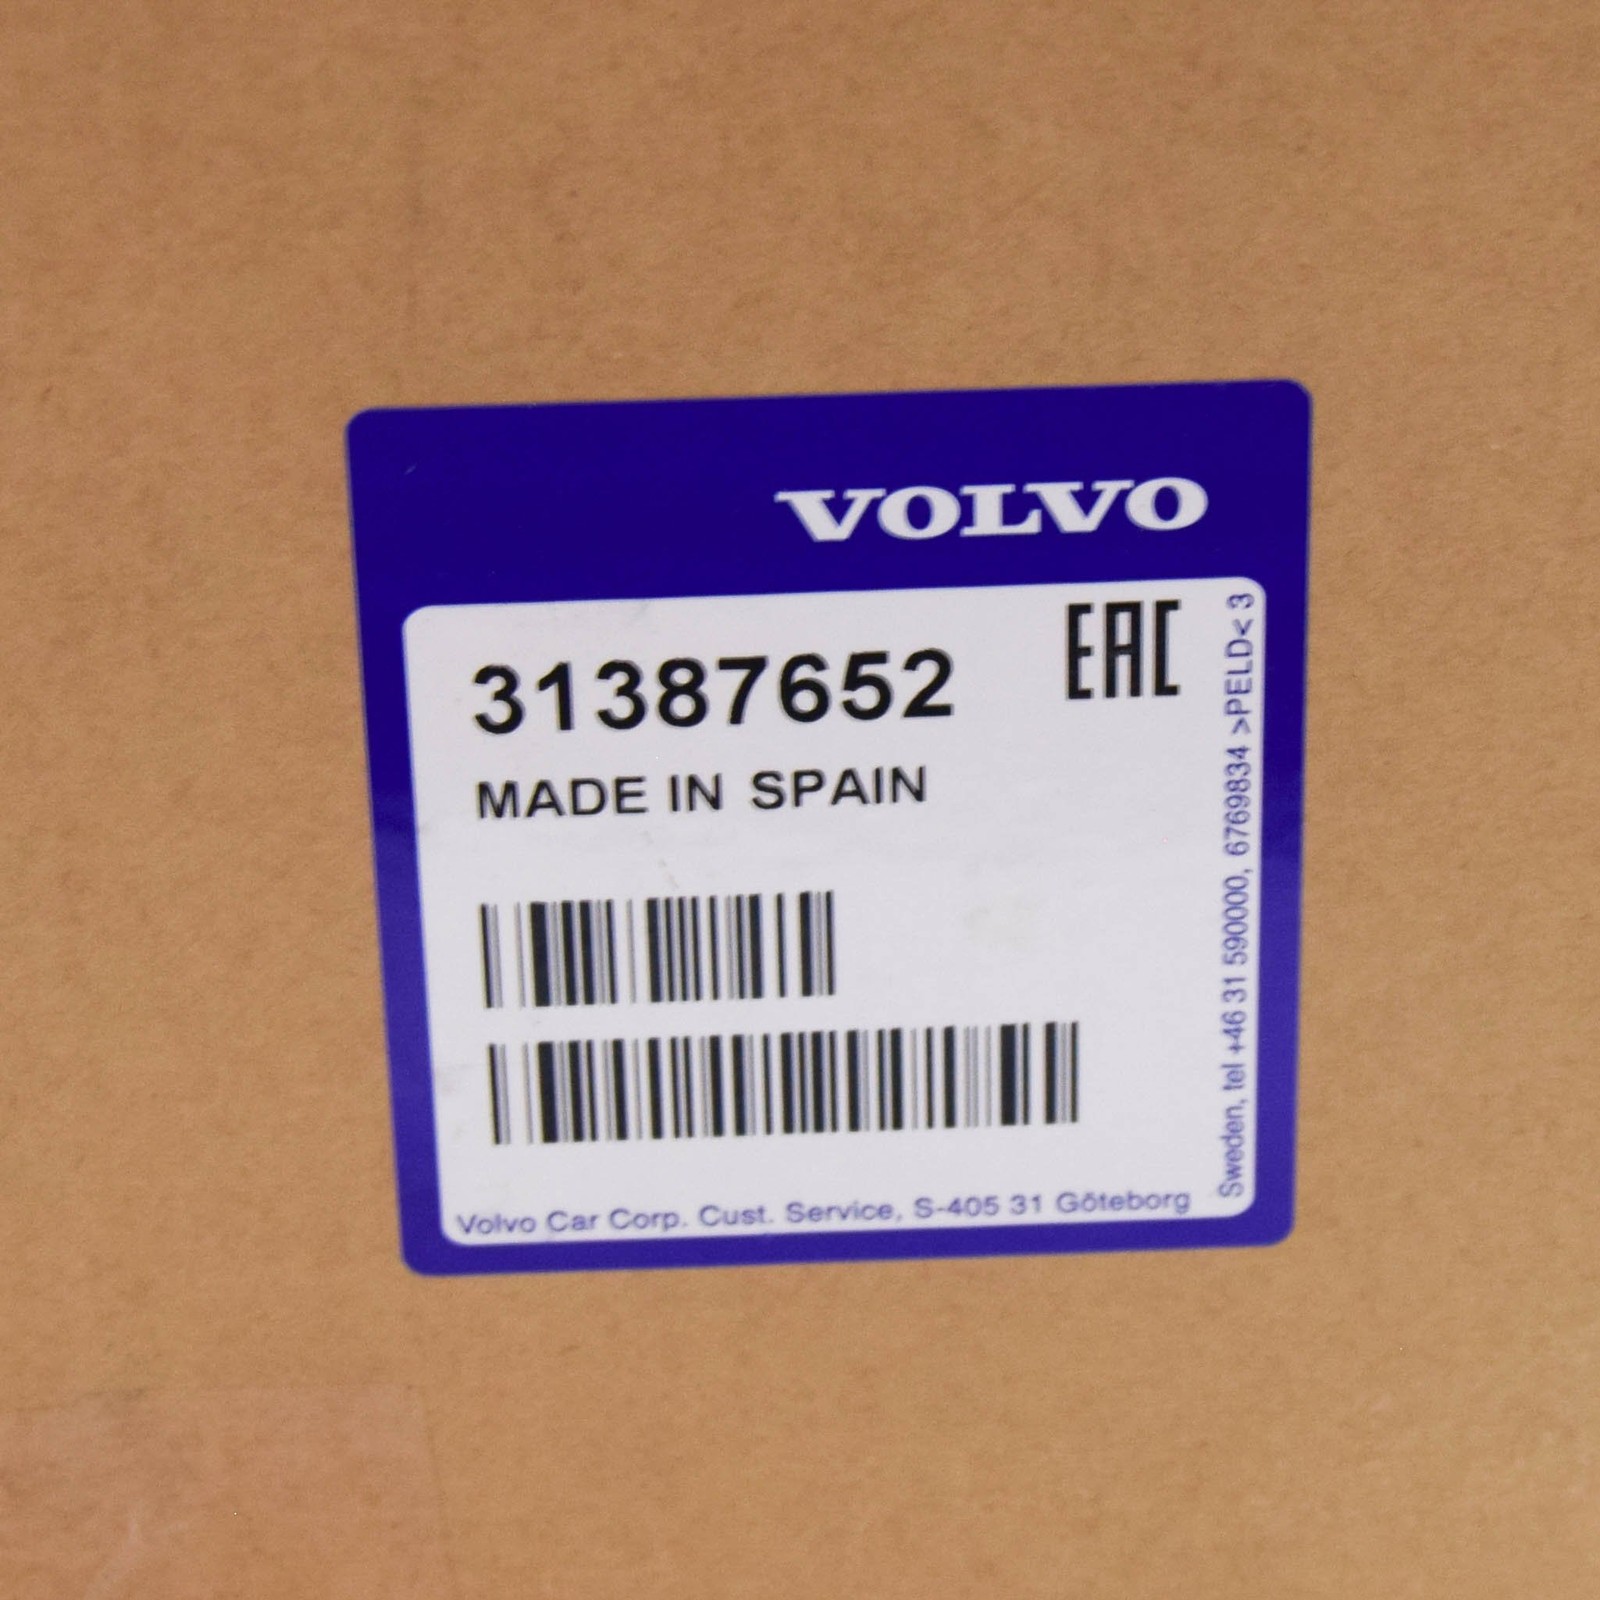 VOLVO
EAC
31387652
MADE IN SPAIN
Volvo Car Corp. Cust. Service, S-405 31 Göteborg
Sweden, tel +46 31 590000, 6769834 >PELD< 3